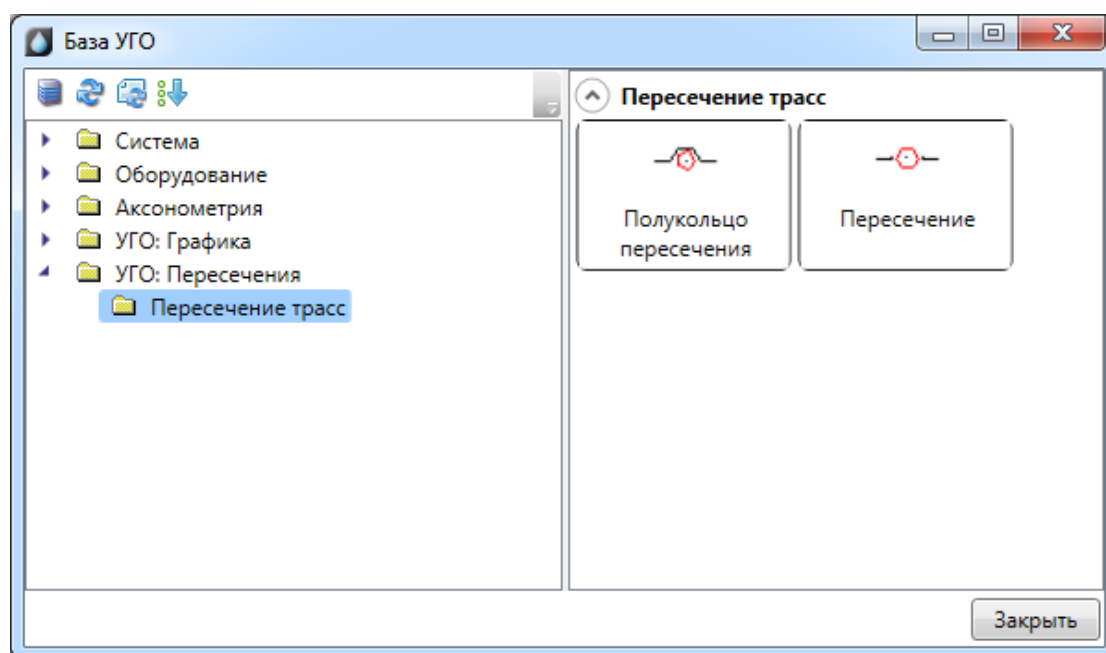 База УГО
Система
Оборудование
Аксонометрия
УГО: Графика
УГО: Пересечения
Пересечение трасс
Пересечение трасс
Полукольцо
пересечения
Пересечение
Закрыть